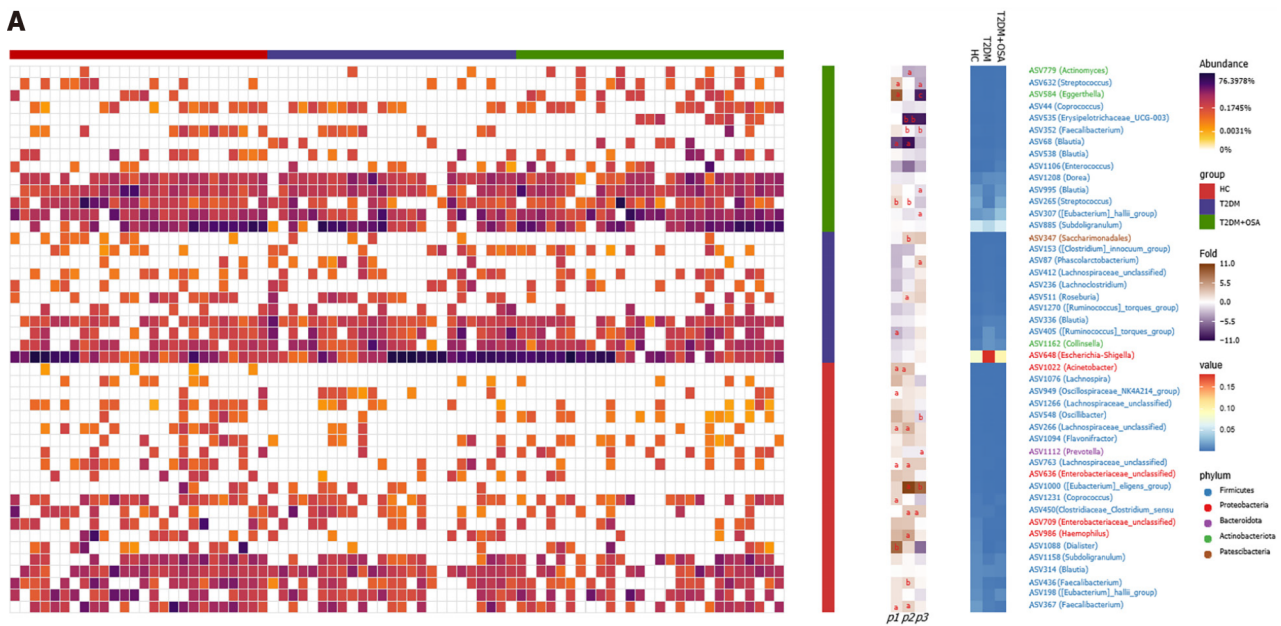 A
HC
T2DM
T2DM+OSA
ASV779 (Actinomyces)
ASV632 (Streptococcus)
ASV584 (Eggerthella)
ASV44 (Coprococcus)
ASV535 (Erysipelotrichaceae_UCG-003)
ASV352 (Faecalibacterium)
ASV68 (Blautia)
ASV538 (Blautia)
ASV1106 (Enterococcus)
ASV1208 (Dorea)
ASV995 (Blautia)
ASV265 (Streptococcus)
ASV307 ([Eubacterium]_hallii_group)
ASV885 (Subdoligranulum)
ASV347 (Saccharimonadales)
ASV153 ([Clostridium]_innocuum_group)
ASV87 (Phascolarctobacterium)
ASV412 (Lachnospiraceae_unclassified)
ASV236 (Lachnoclostridium)
ASV511 (Roseburia)
ASV1270 ([Ruminococcus]_torques_group)
ASV336 (Blautia)
ASV405 ([Ruminococcus]_torques_group)
ASV1162 (Collinsella)
ASV648 (Escherichia-Shigella)
ASV1022 (Acinetobacter)
ASV1076 (Lachnospira)
ASV949 (Oscillospiraceae_NK4A214_group)
ASV1266 (Lachnospiraceae_unclassified)
ASV548 (Oscillibacter)
ASV266 (Lachnospiraceae_unclassified)
ASV1094 (Flavonifractor)
ASV1112 (Prevotella)
ASV763 (Lachnospiraceae_unclassified)
ASV636 (Enterobacteriaceae_unclassified)
ASV1000 ([Eubacterium]_eligens_group)
ASV1231 (Coprococcus)
ASV450(Clostridiaceae_Clostridium_sensu
ASV709 (Enterobacteriaceae_unclassified)
ASV986 (Haemophilus)
ASV1088 (Dialister)
ASV1158 (Subdoligranulum)
ASV314 (Blautia)
ASV436 (Faecalibacterium)
ASV198 ([Eubacterium]_hallii_group)
ASV367 (Faecalibacterium)
p1 p2 p3
Abundance
76.3978%
0.1745%
0.0031%
0%
group
HC
T2DM
T2DM+OSA
Fold
11.0
5.5
0.0
−5.5
−11.0
value
0.15
0.10
0.05
phylum
Firmicutes
Proteobacteria
Bacteroidota
Actinobacteriota
Patescibacteria